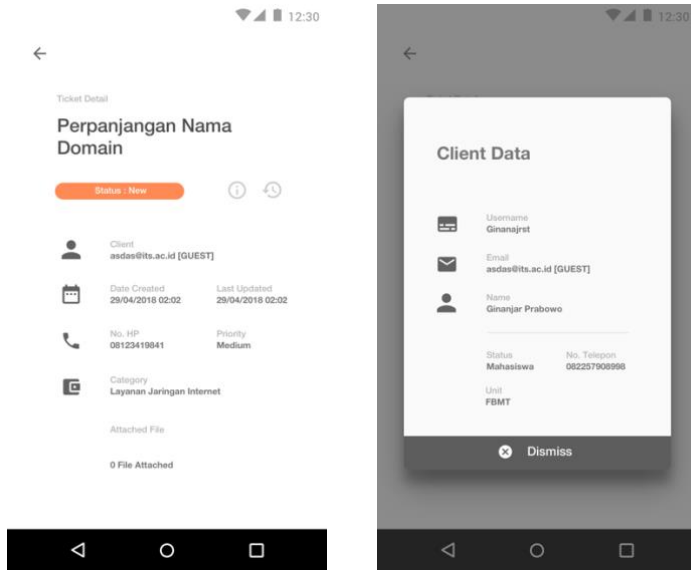 12:30
Ticket Detail
Perpanjangan Nama
Domain
Status : New
Client
asdas@its.ac.id [GUEST]
Date Created Last Updated
29/04/2018 02:02 29/04/2018 02:02
No. HP Priority
08123419841 Medium
Category
Layanan Jaringan Internet
Attached File
0 File Attached
12:30
Client Data
Username
Ginanajrst
Email
asdas@its.ac.id [GUEST]
Name
Ginanjar Prabowo
Status No. Telepon
Mahasiswa 082257908998
Unit
FBMT
Dismiss